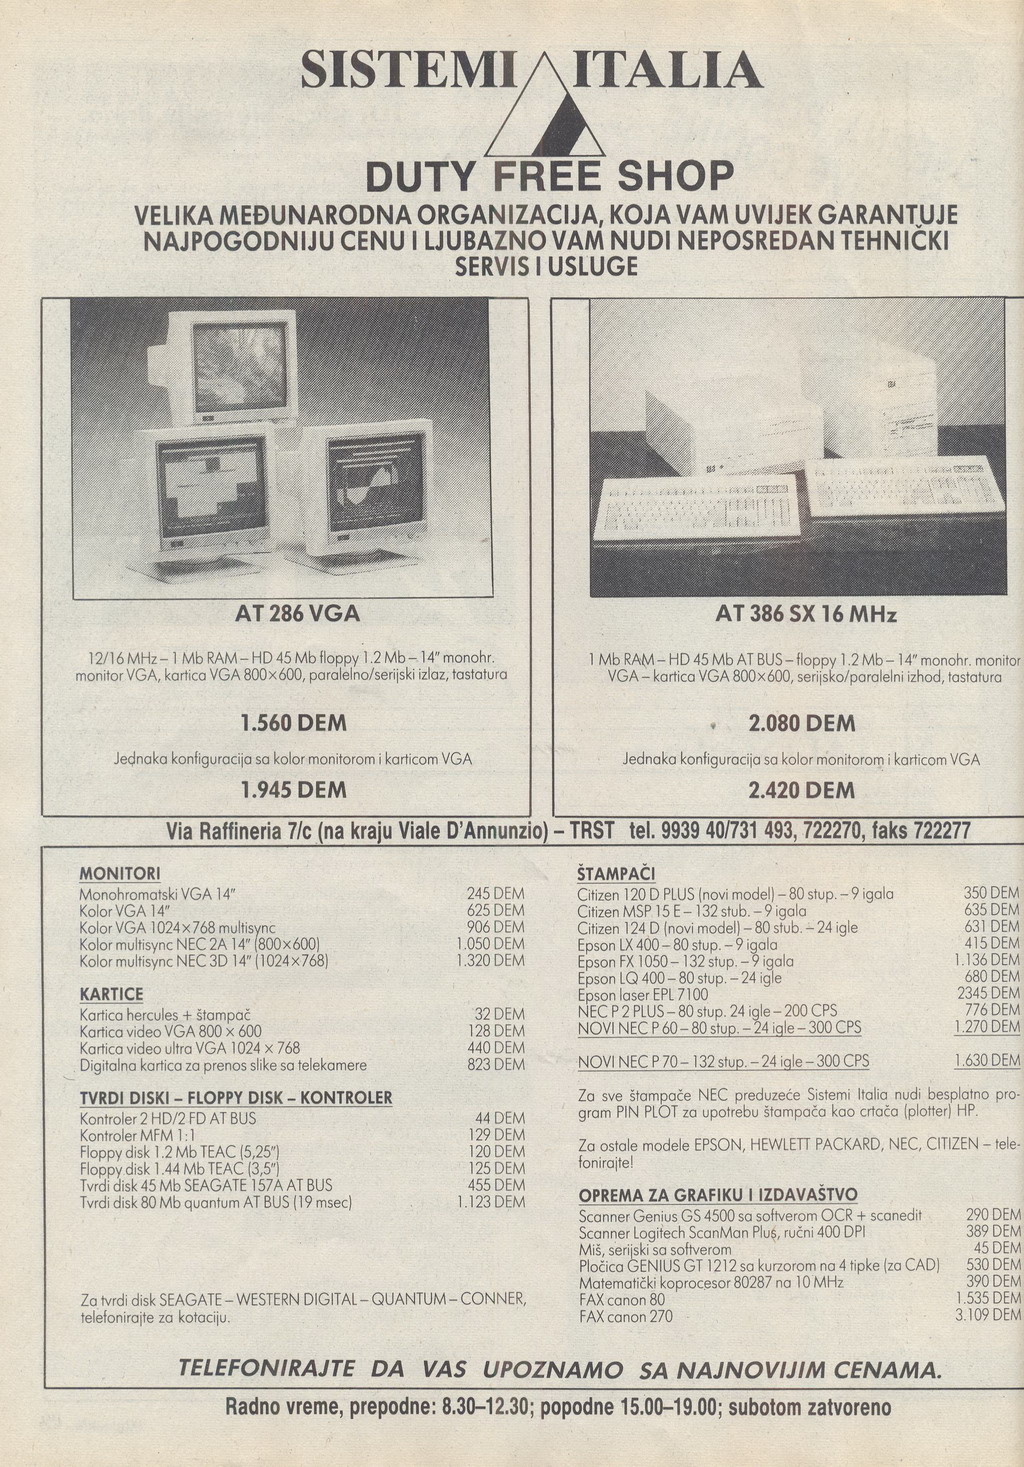 SISTEMI ITALIA
DUTY FREE SHOP
VELIKA MEĐUNARODNA ORGANIZACIJA, KOJA VAM UVIJEK GARANTUJE
NAJPOGODNIJU CENU I LJUBAZNO VAM NUDI NEPOSREDAN TEHNIČKI
SERVIS I USLUGE
AT 286 VGA
12/16 MHz – 1 Mb RAM – HD 45 Mb floppy 1.2 Mb – 14" monohr.
monitor VGA, kartica VGA 800×600, paralelno/serijski izlaz, tastatura
1.560 DEM
Jednaka konfiguracija sa kolor monitorom i karticom VGA
1.945 DEM
AT 386 SX 16 MHz
1 Mb RAM – HD 45 Mb AT BUS – floppy 1.2 Mb – 14" monohr. monitor
VGA – kartica VGA 800×600, serijsko/paralelni izhod, tastatura
2.080 DEM
Jednaka konfiguracija sa kolor monitorom i karticom VGA
2.420 DEM
Via Raffineria 7/c (na kraju Viale D'Annunzio) – TRST tel. 9939 40/731 493, 722270, faks 722277
MONITORI
Monohromatski VGA 14" 245 DEM
Kolor VGA 14" 625 DEM
Kolor VGA 1024×768 multisync 906 DEM
Kolor multisync NEC 2A 14" (800×600) 1.050 DEM
Kolor multisync NEC 3D 14" (1024×768) 1.320 DEM
KARTICE
Kartica hercules + štampač 32 DEM
Kartica video VGA 800 × 600 128 DEM
Kartica video ultra VGA 1024 × 768 440 DEM
Digitalna kartica za prenos slike sa telekamere 823 DEM
TVRDI DISKI – FLOPPY DISK – KONTROLER
Kontroler 2 HD/2 FD AT BUS 44 DEM
Kontroler MFM 1:1 129 DEM
Floppy disk 1.2 Mb TEAC (5,25") 120 DEM
Floppy disk 1.44 Mb TEAC (3,5") 125 DEM
Tvrdi disk 45 Mb SEAGATE 157A AT BUS 455 DEM
Tvrdi disk 80 Mb quantum AT BUS (19 msec) 1.123 DEM
Za tvrdi disk SEAGATE – WESTERN DIGITAL – QUANTUM – CONNER,
telefonirajte za kotaciju.
ŠTAMPAČI
Citizen 120 D PLUS (novi model) – 80 stup. – 9 igala 350 DEM
Citizen MSP 15 E – 132 stub. – 9 igala 635 DEM
Citizen 124 D (novi model) – 80 stub. – 24 igle 631 DEM
Epson LX 400 – 80 stup. – 9 igala 415 DEM
Epson FX 1050 – 132 stup. – 9 igala 1.136 DEM
Epson LQ 400 – 80 stup. – 24 igle 680 DEM
Epson laser EPL 7100 2345 DEM
NEC P 2 PLUS – 80 stup. 24 igle – 200 CPS 776 DEM
NOVI NEC P 60 – 80 stup. – 24 igle – 300 CPS 1.270 DEM
NOVI NEC P 70 – 132 stup. – 24 igle – 300 CPS 1.630 DEM
Za sve štampače NEC preduzeće Sistemi Italia nudi besplatno pro-
gram PIN PLOT za upotrebu štampača kao crtača (plotter) HP.
Za ostale modele EPSON, HEWLETT PACKARD, NEC, CITIZEN – tele-
fonirajte!
OPREMA ZA GRAFIKU I IZDAVAŠTVO
Scanner Genius GS 4500 sa softverom OCR + scanedit 290 DEM
Scanner Logitech ScanMan Plus, ručni 400 DPI 389 DEM
Miš, serijski sa softverom 45 DEM
Pločica GENIUS GT 1212 sa kurzorom na 4 tipke (za CAD) 530 DEM
Matematički koprocesor 80287 na 10 MHz 390 DEM
FAX canon 80 1.535 DEM
FAX canon 270 3.109 DEM
TELEFONIRAJTE DA VAS UPOZNAMO SA NAJNOVIJIM CENAMA.
Radno vreme, prepodne: 8.30–12.30; popodne 15.00–19.00; subotom zatvoreno